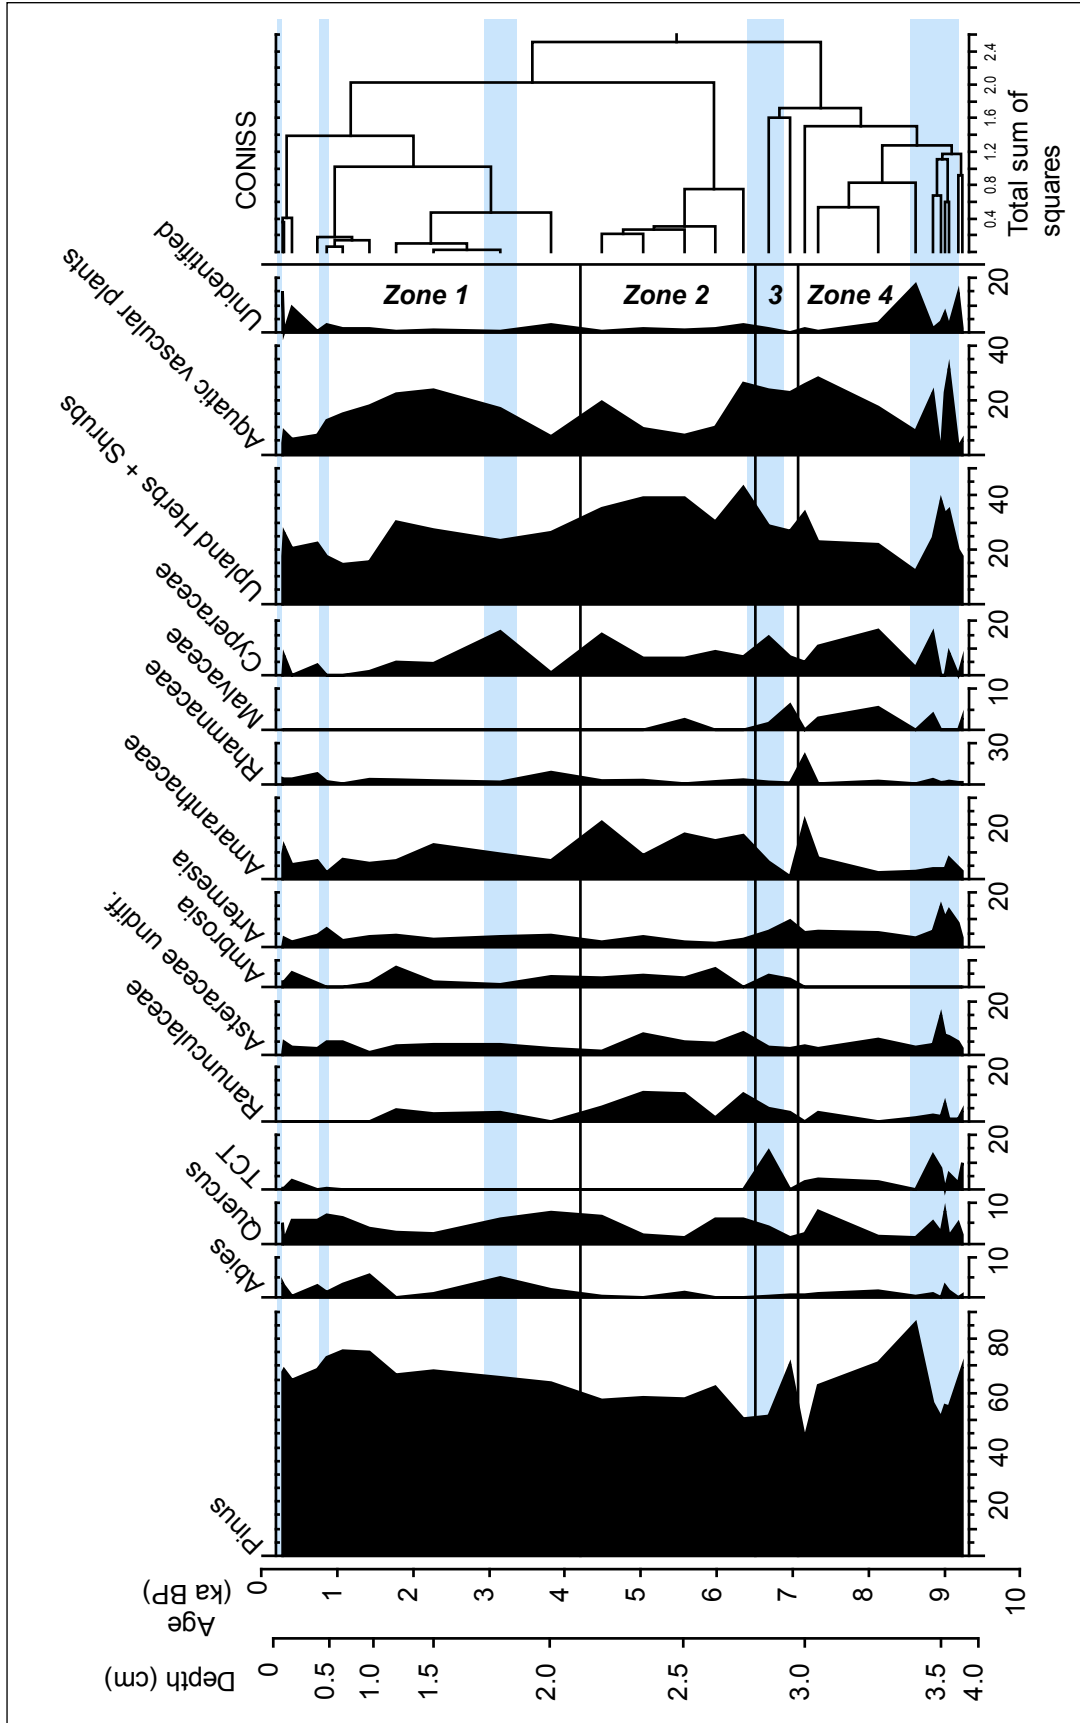 Depth (cm)
0
0.5
1.0
1.5
2.0
2.5
3.0
3.5
4.0
Age
(ka BP)
0
1
2
3
4
5
6
7
8
9
10
Pinus
20
40
60
80
Abies
10
Quercus
10
TCT
20
Ranunculaceae
20
Asteraceae undiff.
20
Ambrosia
Artemesia
20
Amaranthaceae
20
Rhamnaceae
30
Malvaceae
10
Cyperaceae
20
Upland Herbs + Shrubs
20
40
Aquatic vascular plants
20
40
Unidentified
20
Zone 1
Zone 2
3
Zone 4
CONISS
0.4
0.8
1.2
1.6
2.0
2.4
Total sum of
squares